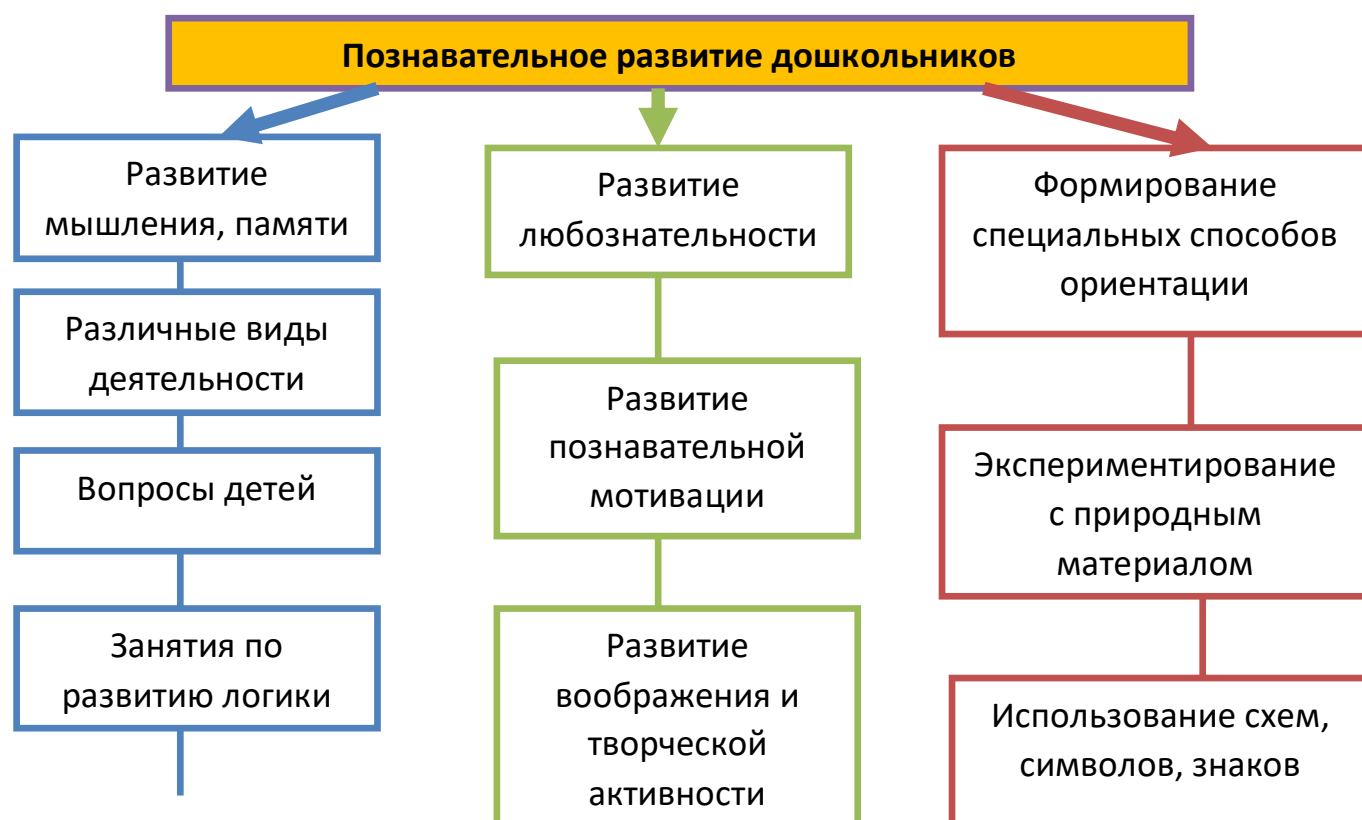 Познавательное развитие дошкольников
Развитие
мышления, памяти
Различные виды
деятельности
Вопросы детей
Занятия по
развитию логики
Развитие
любознательности
Развитие
познавательной
мотивации
Развитие
воображения и
творческой
активности
Формирование
специальных способов
ориентации
Экспериментирование
с природным
материалом
Использование схем,
символов, знаков